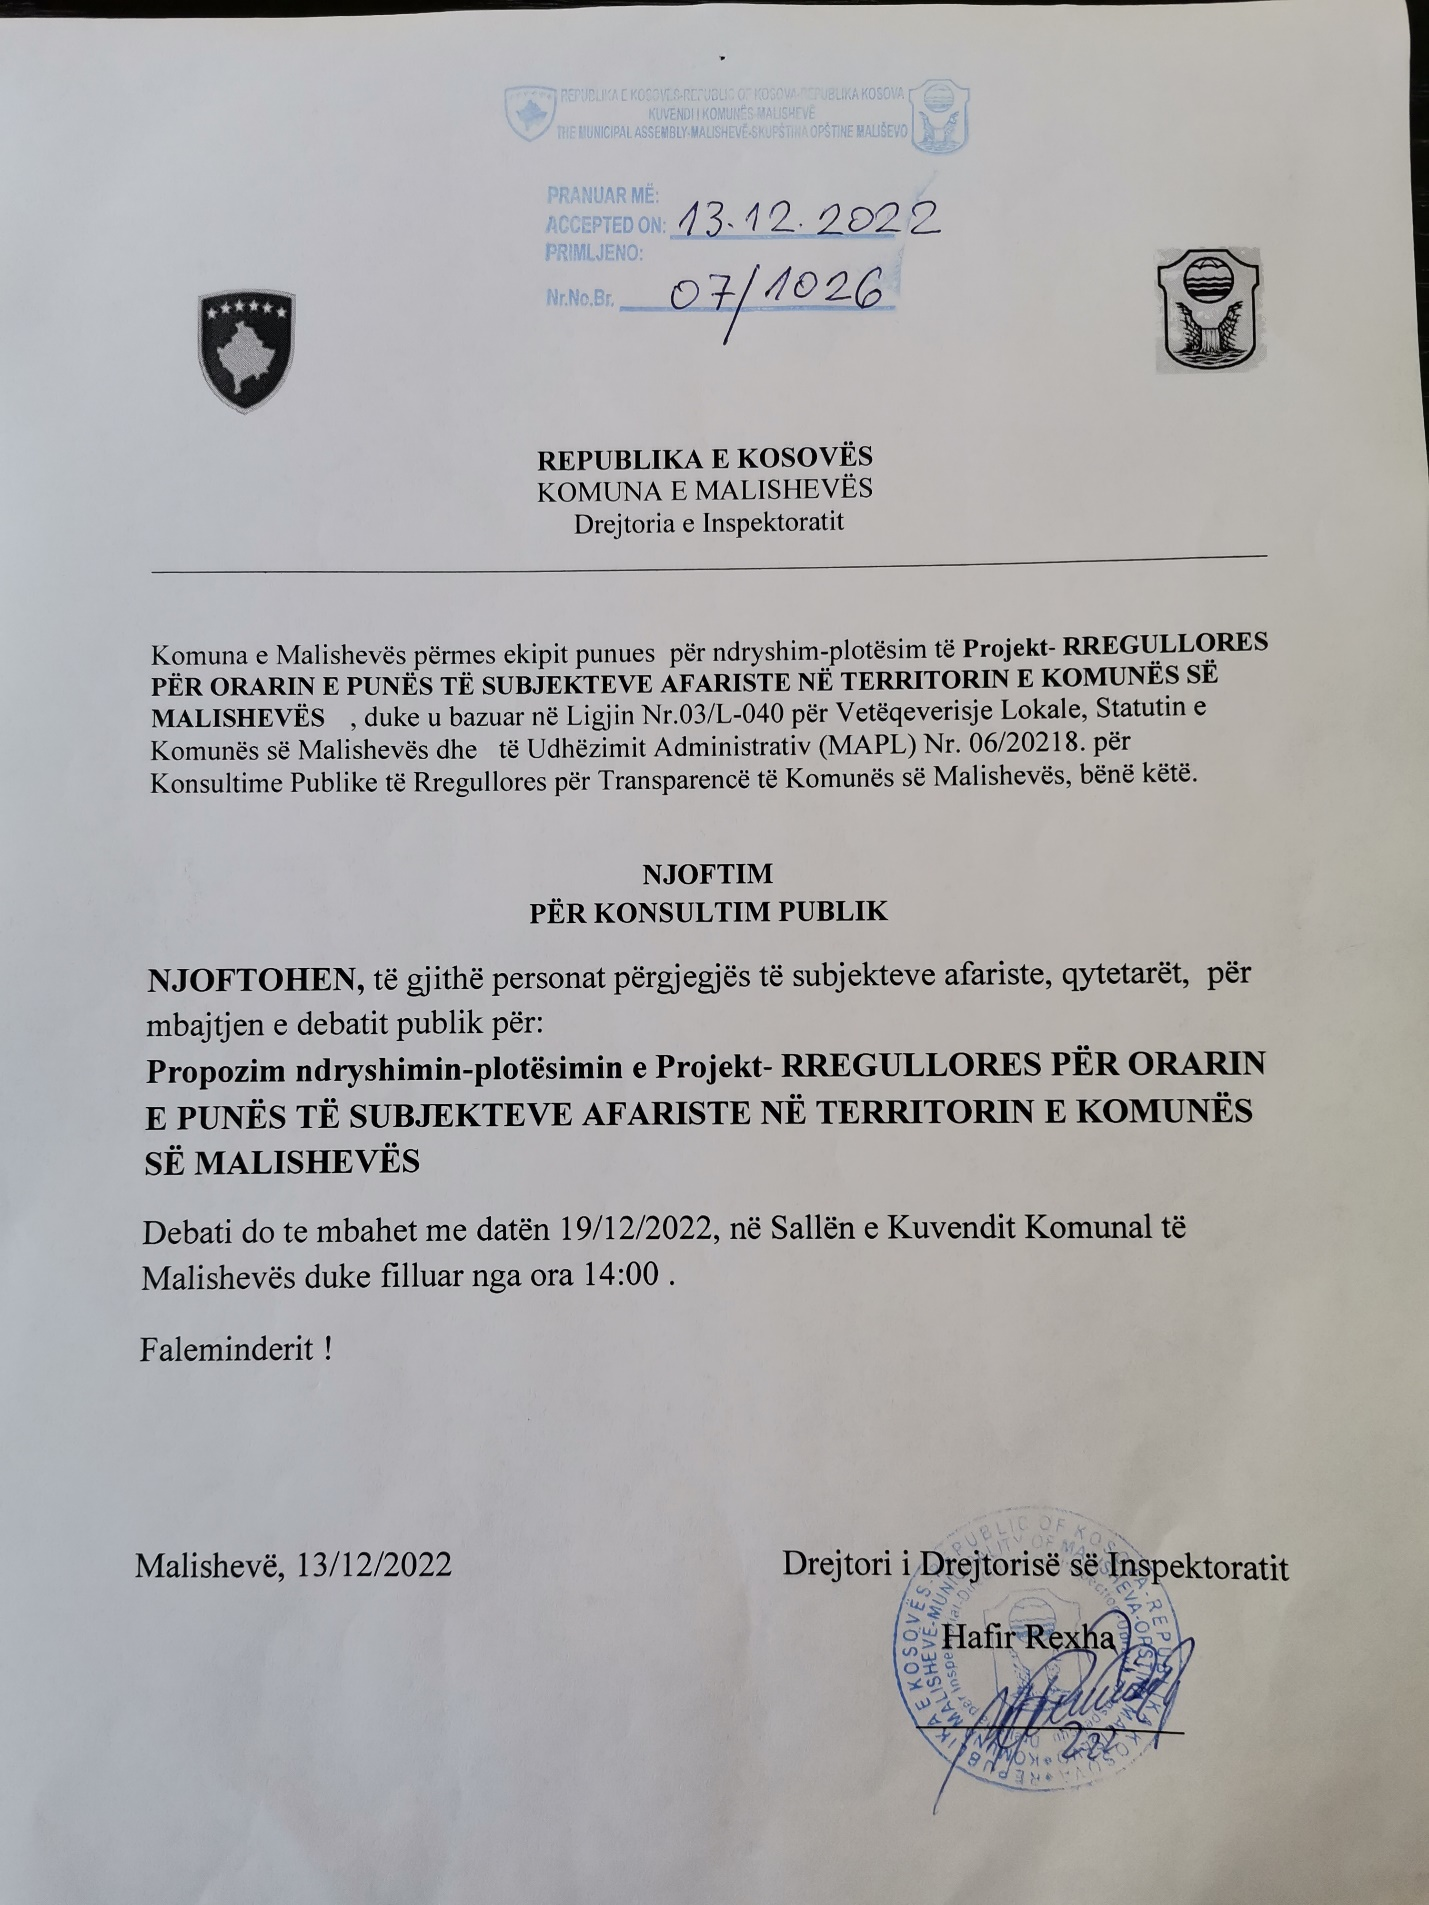 REPUBLIKA E KOSOVËS-REPUBLIC OF KOSOVA-REPUBLIKA KOSOVA
KUVENDI I KOMUNËS-MALISHEVË
THE MUNICIPAL ASSEMBLY-MALISHEVË-SKUPŠTINA OPŠTINE MALIŠEVO
PRANUAR MË:
ACCEPTED ON: 13.12.2022
PRIMLJENO:
Nr.No.Br. 07/1026
REPUBLIKA E KOSOVËS
KOMUNA E MALISHEVËS
Drejtoria e Inspektoratit
Komuna e Malishevës përmes ekipit punues për ndryshim-plotësim të Projekt- RREGULLORES
PËR ORARIN E PUNËS TË SUBJEKTEVE AFARISTE NË TERRITORIN E KOMUNËS SË
MALISHEVËS , duke u bazuar në Ligjin Nr.03/L-040 për Vetëqeverisje Lokale, Statutin e
Komunës së Malishevës dhe të Udhëzimit Administrativ (MAPL) Nr. 06/20218. për
Konsultime Publike të Rregullores për Transparencë të Komunës së Malishevës, bënë këtë.
NJOFTIM
PËR KONSULTIM PUBLIK
NJOFTOHEN, të gjithë personat përgjegjës të subjekteve afariste, qytetarët, për
mbajtjen e debatit publik për:
Propozim ndryshimin-plotësimin e Projekt- RREGULLORES PËR ORARIN
E PUNËS TË SUBJEKTEVE AFARISTE NË TERRITORIN E KOMUNËS
SË MALISHEVËS
Debati do te mbahet me datën 19/12/2022, në Sallën e Kuvendit Komunal të
Malishevës duke filluar nga ora 14:00 .
Faleminderit !
Malishevë, 13/12/2022
Drejtori i Drejtorisë së Inspektoratit
Hafir Rexha
REPUBLIKA E KOSOVËS-REPUBLIC OF KOSOVA-REPUBLIKA KOSOVA